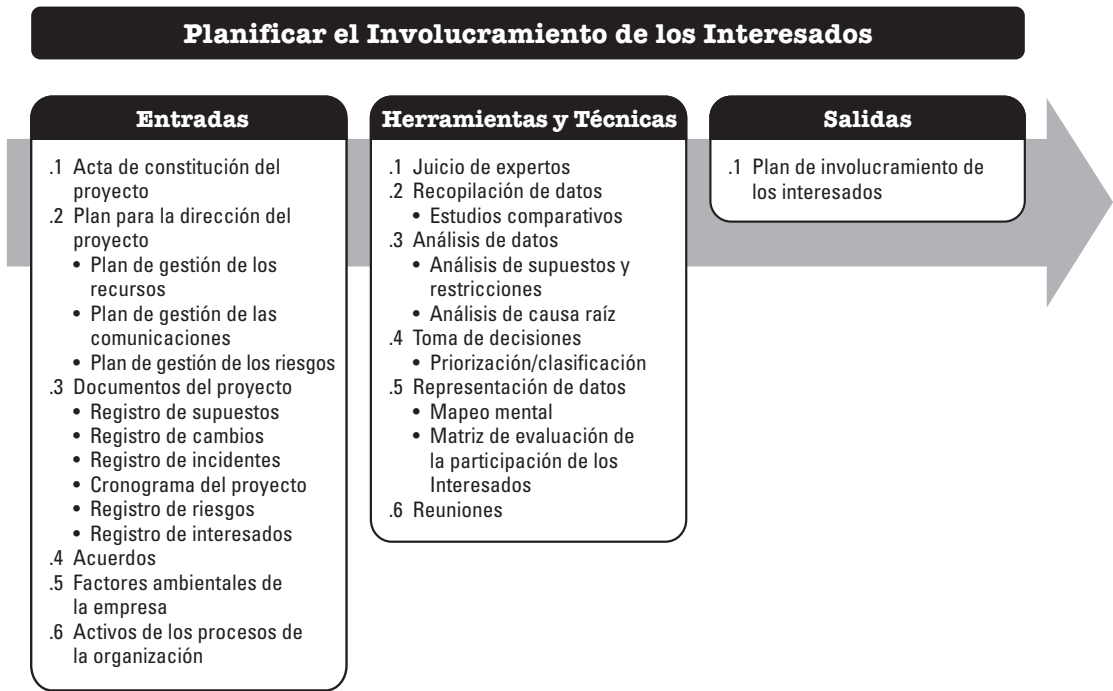 Planificar el Involucramiento de los Interesados
Entradas
.1 Acta de constitución del
proyecto
.2 Plan para la dirección del
proyecto
• Plan de gestión de los
recursos
• Plan de gestión de las
comunicaciones
• Plan de gestión de los riesgos
.3 Documentos del proyecto
• Registro de supuestos
• Registro de cambios
• Registro de incidentes
• Cronograma del proyecto
• Registro de riesgos
• Registro de interesados
.4 Acuerdos
.5 Factores ambientales de
la empresa
.6 Activos de los procesos de
la organización
Herramientas y Técnicas
.1 Juicio de expertos
.2 Recopilación de datos
• Estudios comparativos
.3 Análisis de datos
• Análisis de supuestos y
restricciones
• Análisis de causa raíz
.4 Toma de decisiones
• Priorización/clasificación
.5 Representación de datos
• Mapeo mental
• Matriz de evaluación de
la participación de los
Interesados
.6 Reuniones
Salidas
.1 Plan de involucramiento de
los interesados